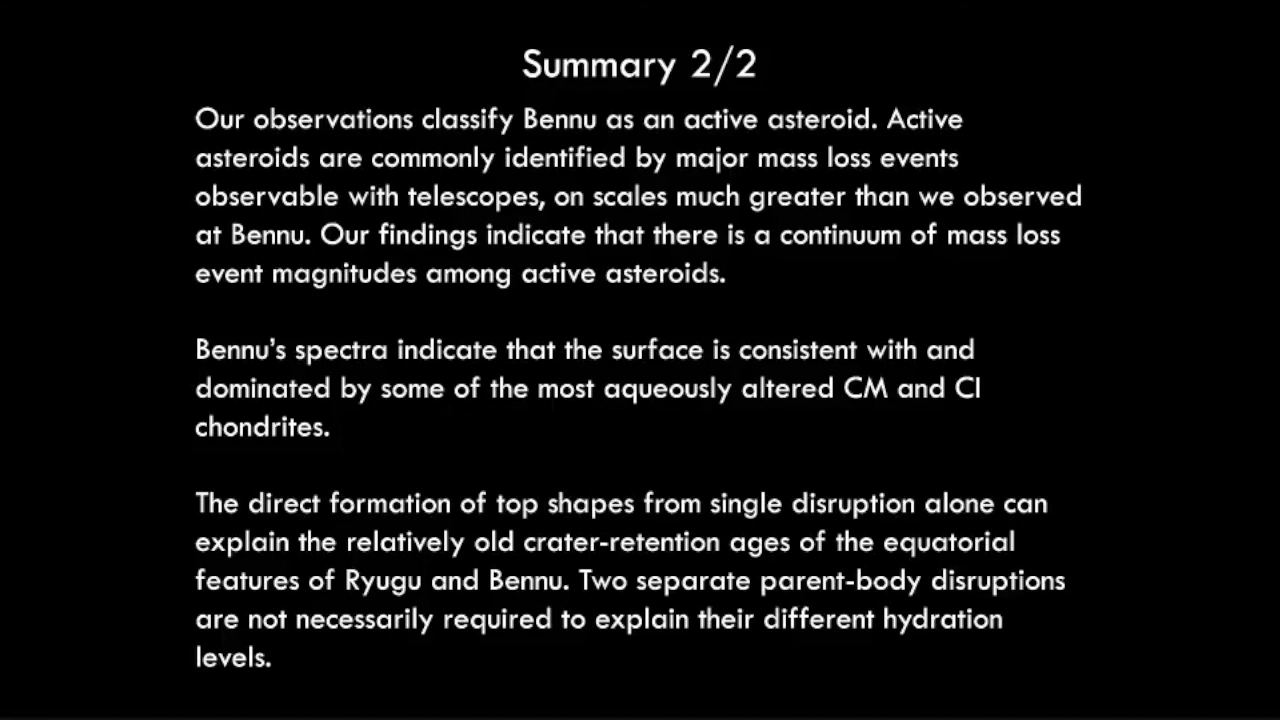 Summary 2/2
Our observations classify Bennu as an active asteroid. Active
asteroids are commonly identified by major mass loss events
observable with telescopes, on scales much greater than we observed
at Bennu. Our findings indicate that there is a continuum of mass loss
event magnitudes among active asteroids.
Bennu’s spectra indicate that the surface is consistent with and
dominated by some of the most aqueously altered CM and CI
chondrites.
The direct formation of top shapes from single disruption alone can
explain the relatively old crater-retention ages of the equatorial
features of Ryugu and Bennu. Two separate parent-body disruptions
are not necessarily required to explain their different hydration
levels.